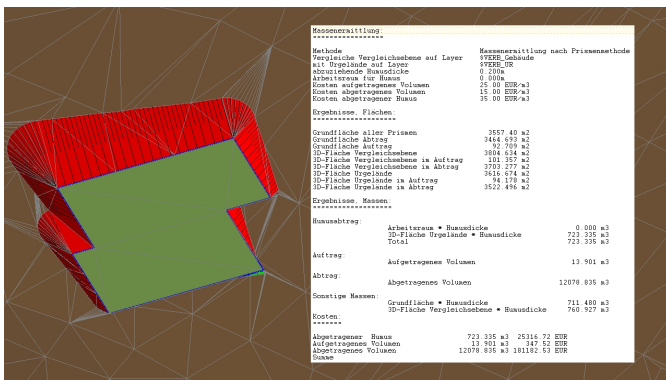 Massenermittlung:
=================
Methode Massenermittlung nach Prismenmethode
Vergleiche Vergleichsebene auf Layer $VERB_Gebäude
mit Urgelände auf Layer $VERB_UR
abzuziehende Humusdicke 0.200m
Arbeitsraum für Humus 0.000m
Kosten aufgetragenes Volumen 25.00 EUR/m3
Kosten abgetragenes Volumen 15.00 EUR/m3
Kosten abgetragener Humus 35.00 EUR/m3
Ergebnisse, Flächen:
====================
Grundfläche aller Prismen 3557.40 m2
Grundfläche Abtrag 3464.693 m2
Grundfläche Auftrag 92.709 m2
3D-Fläche Vergleichsebene 3804.634 m2
3D-Fläche Vergleichsebene im Auftrag 101.357 m2
3D-Fläche Vergleichsebene im Abtrag 3703.277 m2
3D-Fläche Urgelände 3616.674 m2
3D-Fläche Urgelände im Auftrag 94.178 m2
3D-Fläche Urgelände im Abtrag 3522.496 m2
Ergebnisse, Massen:
===================
Humusabtrag:
Arbeitsraum * Humusdicke 0.000 m3
3D-Fläche Urgelände * Humusdicke 723.335 m3
Total 723.335 m3
Auftrag:
Aufgetragenes Volumen 13.901 m3
Abtrag:
Abgetragenes Volumen 12078.835 m3
Sonstige Massen:
Grundfläche * Humusdicke 711.480 m3
3D-Fläche Vergleichsebene * Humusdicke 760.927 m3
Kosten:
=======
Abgetragener Humus 723.335 m3 25316.72 EUR
Aufgetragenes Volumen 13.901 m3 347.52 EUR
Abgetragenes Volumen 12078.835 m3 181182.53 EUR
Summe